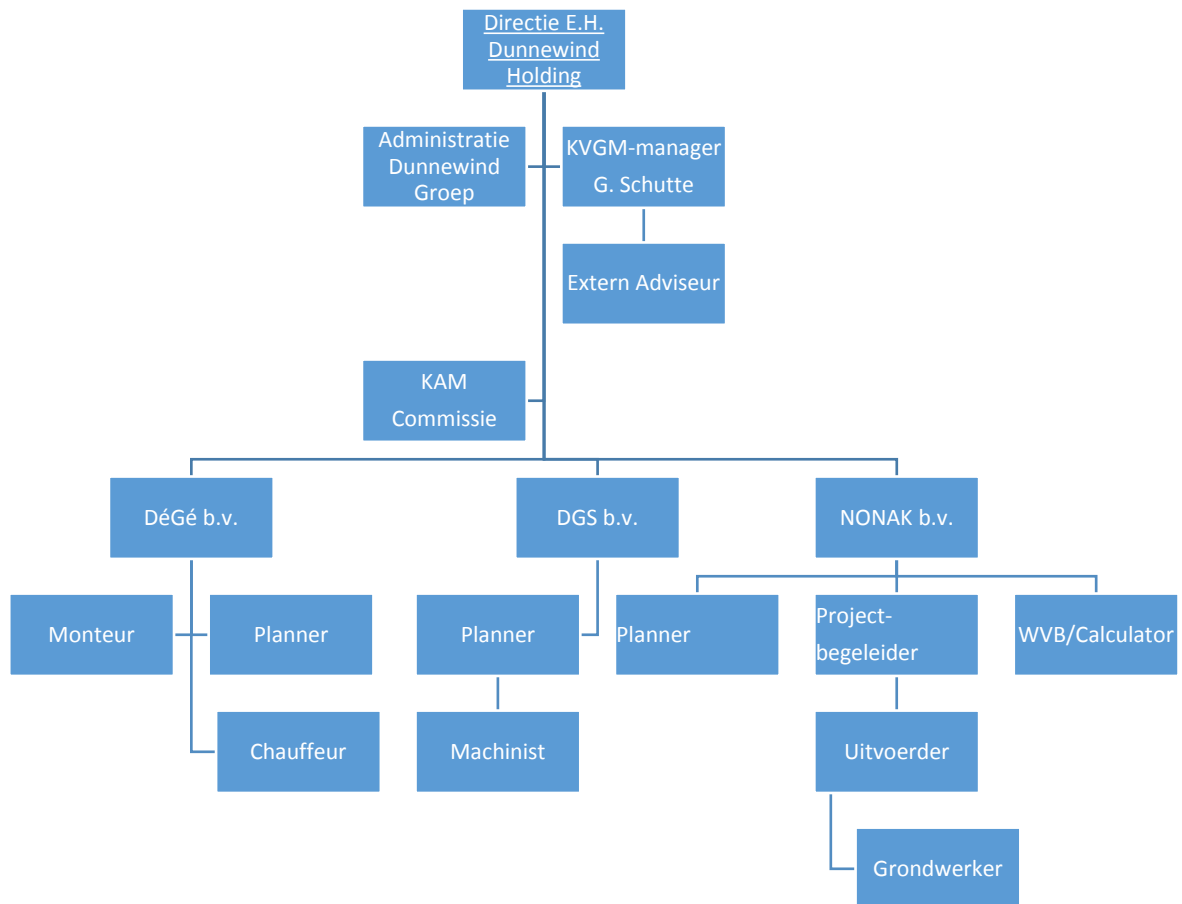 Directie E.H.
Dunnewind
Holding
Administratie
Dunnewind
Groep
KVGM-manager
G. Schutte
Extern Adviseur
KAM
Commissie
DéGé b.v.
DGS b.v.
NONAK b.v.
Monteur
Planner
Planner
Planner
Project-
begeleider
WVB/Calculator
Chauffeur
Machinist
Uitvoerder
Grondwerker